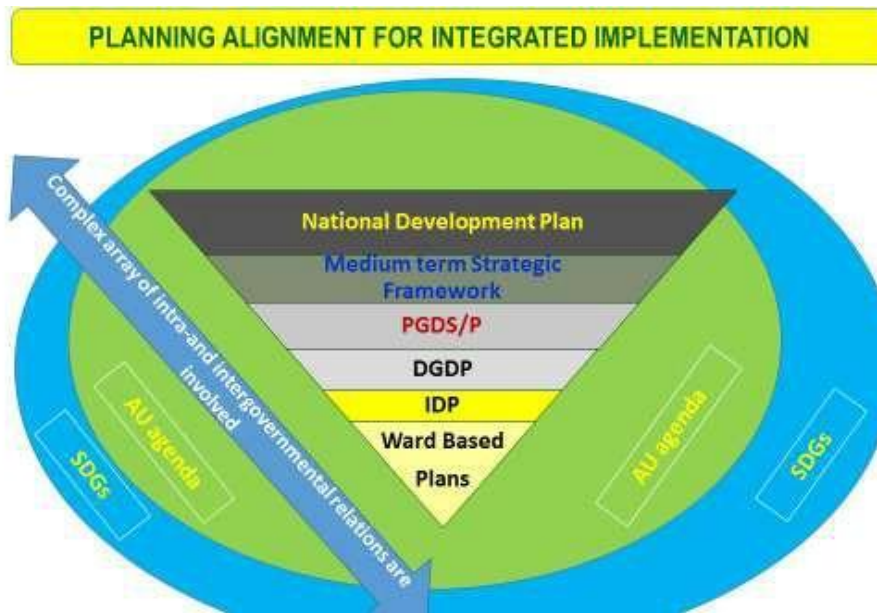 PLANNING ALIGNMENT FOR INTEGRATED IMPLEMENTATION
National Development Plan
Medium term Strategic
Framework
PGDS/P
DGDP
IDP
Ward Based
Plans
Complex array of intra-and intergovernmental relations are
involved
AU agenda
SDGs
AU agenda
SDGs